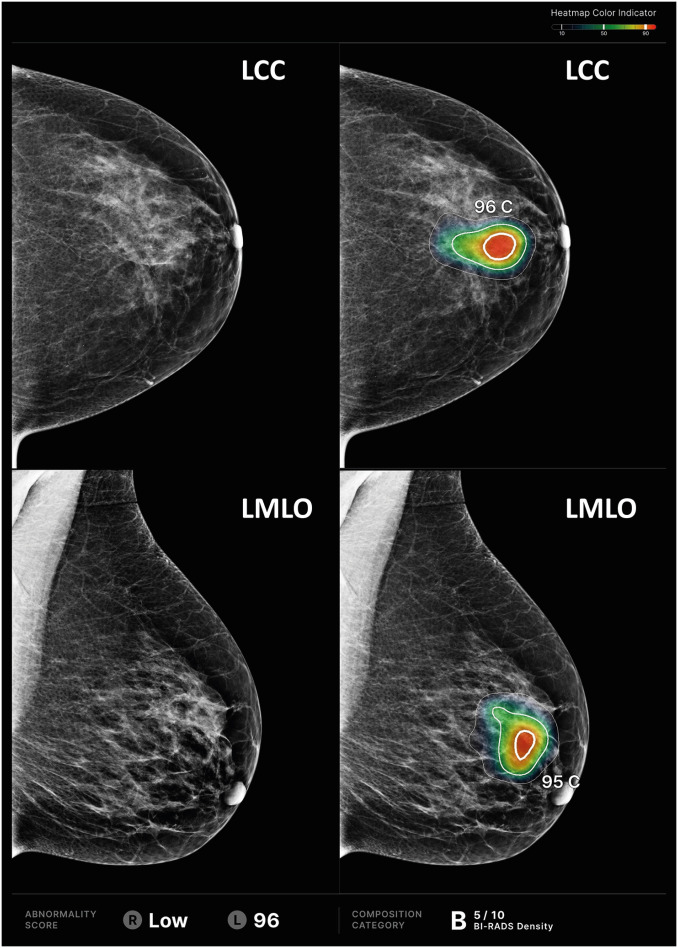 Heatmap Color Indicator
10 50 90
LCC LCC
96 C
LMLO LMLO
95 C
ABNORMALITY SCORE
R Low L 96
COMPOSITION CATEGORY
B 5 / 10
BI-RADS Density